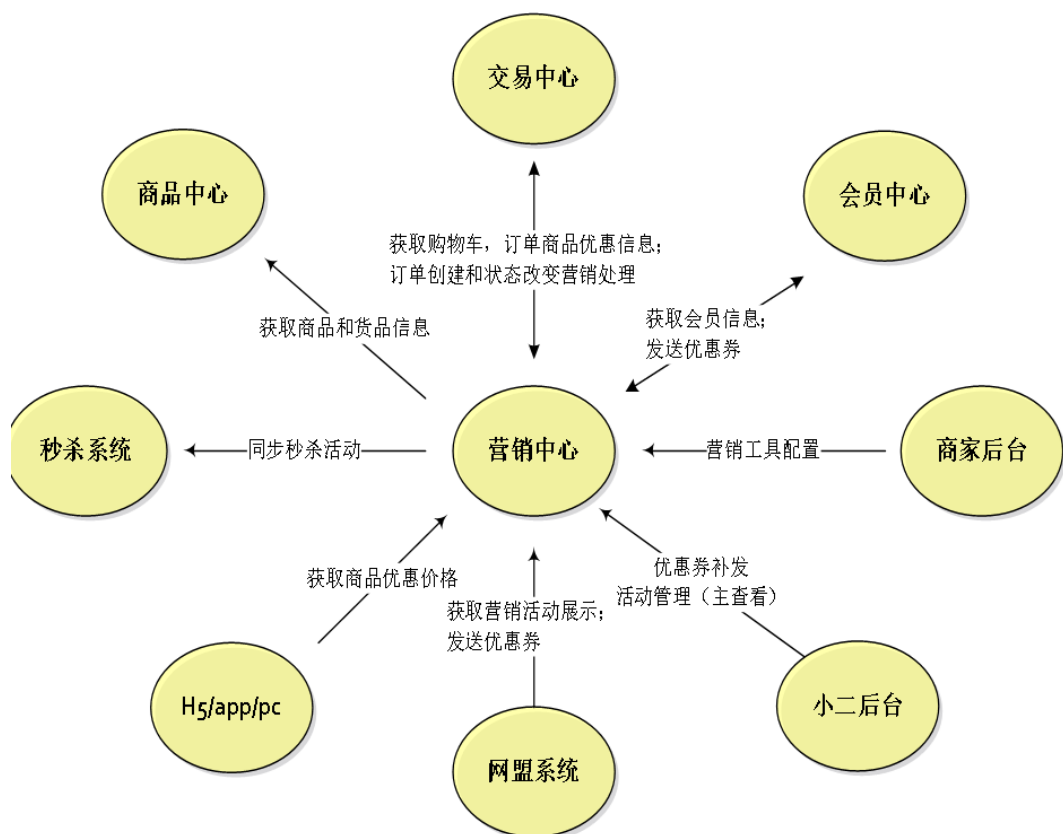 交易中心
商品中心
会员中心
获取购物车，订单商品优惠信息；
订单创建和状态改变营销处理
获取商品和货品信息
获取会员信息；
发送优惠券
秒杀系统
同步秒杀活动
营销中心
营销工具配置
商家后台
获取商品优惠价格
获取营销活动展示；
发送优惠券
优惠券补发
活动管理（主查看）
H5/app/pc
网盟系统
小二后台